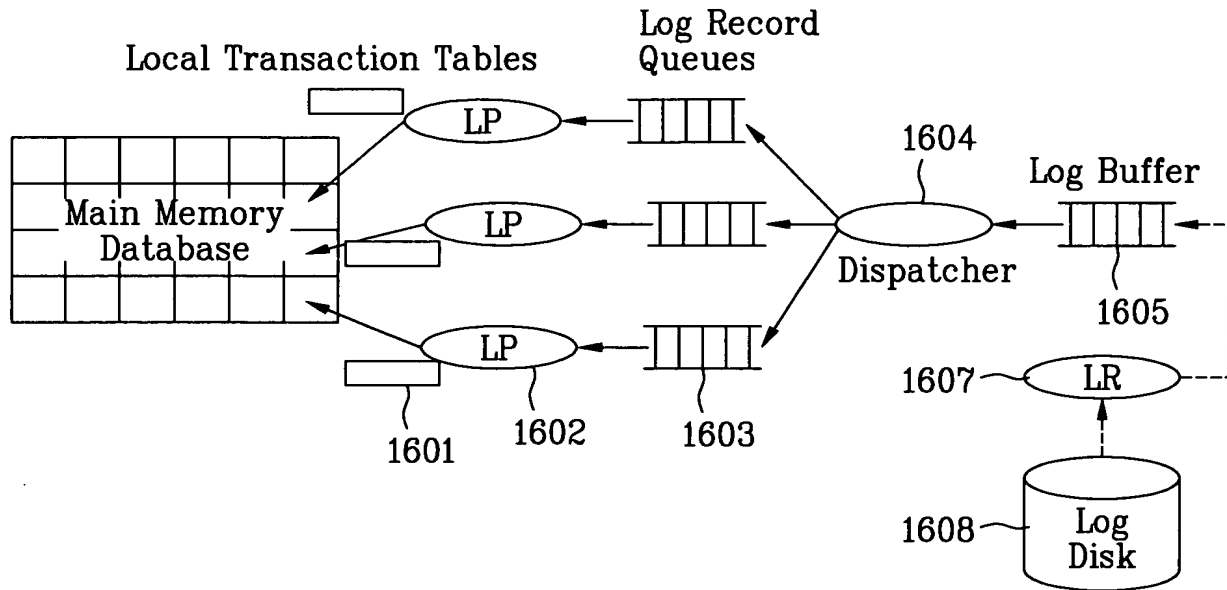 Log Record
Queues
Local Transaction Tables
LP
1604
Log Buffer
Main Memory
Database
LP
Dispatcher
1605
LP
1607
LR
1601
1602
1603
1608
Log
Disk